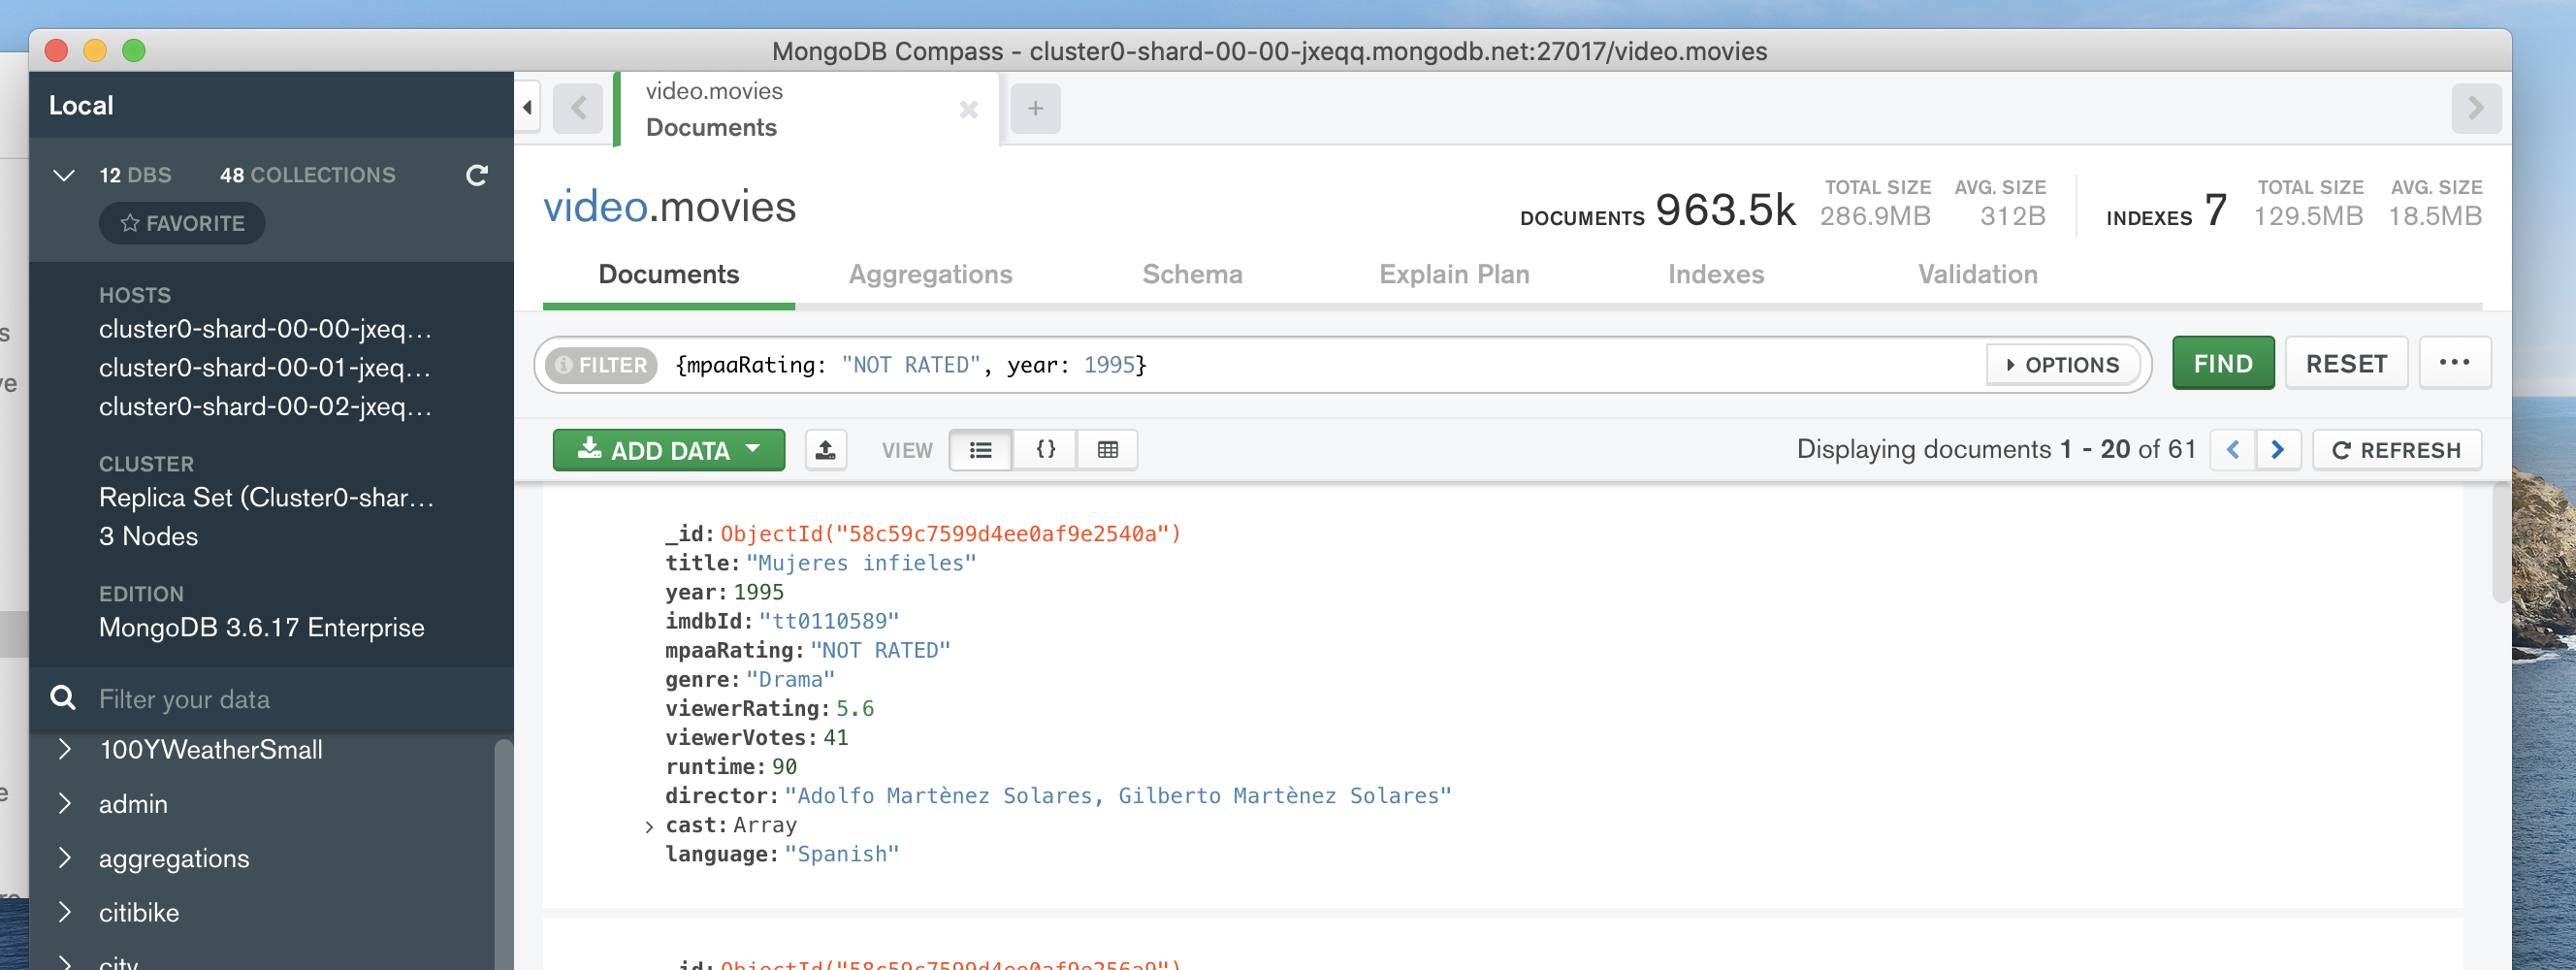 MongoDB Compass - cluster0-shard-00-00-jxeqq.mongodb.net:27017/video.movies
Local
12 DBS 48 COLLECTIONS
FAVORITE
HOSTS
cluster0-shard-00-00-jxeq...
cluster0-shard-00-01-jxeq...
cluster0-shard-00-02-jxeq...
CLUSTER
Replica Set (Cluster0-shar...
3 Nodes
EDITION
MongoDB 3.6.17 Enterprise
Filter your data
100YWeatherSmall
admin
aggregations
citibike
city
video.movies
Documents
video.movies
DOCUMENTS 963.5k TOTAL SIZE 286.9MB AVG. SIZE 312B INDEXES 7 TOTAL SIZE 129.5MB AVG. SIZE 18.5MB
Documents Aggregations Schema Explain Plan Indexes Validation
FILTER {mpaaRating: "NOT RATED", year: 1995} OPTIONS FIND RESET ...
ADD DATA VIEW {} Displaying documents 1 - 20 of 61 REFRESH
_id: ObjectId("58c59c7599d4ee0af9e2540a")
title: "Mujeres infieles"
year: 1995
imdbId: "tt0110589"
mpaaRating: "NOT RATED"
genre: "Drama"
viewerRating: 5.6
viewerVotes: 41
runtime: 90
director: "Adolfo Martènez Solares, Gilberto Martènez Solares"
cast: Array
language: "Spanish"
_id: ObjectId("58c59c7599d4ee0af9e256a9")